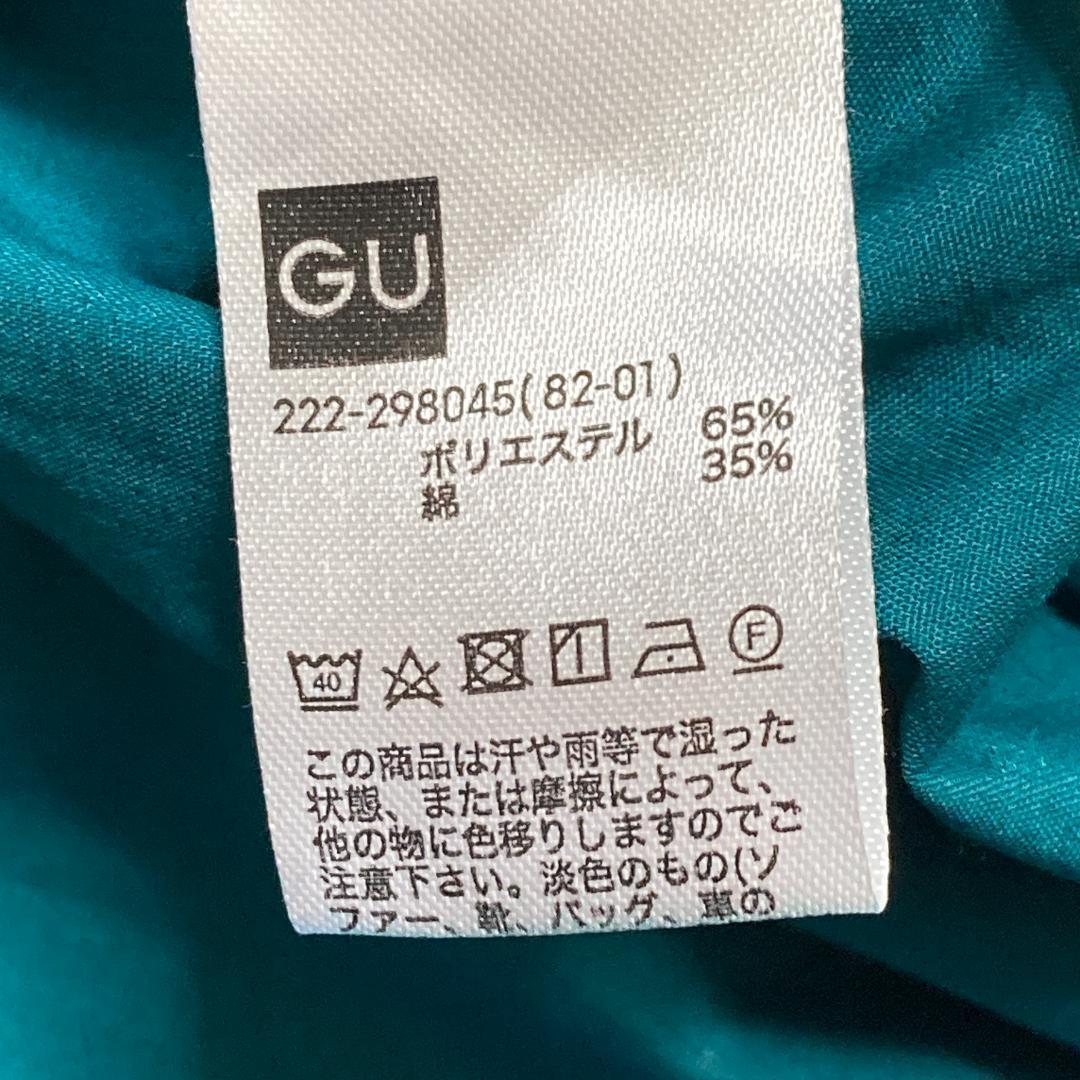 GU
222-298045(82-01)
ポリエステル 65%
綿 35%
40
F
この商品は汗や雨等で湿った
状態、または摩擦によって、
他の物に色移りしますのでご
注意下さい。淡色のもの(ソ
ファー、靴、バッグ、車の